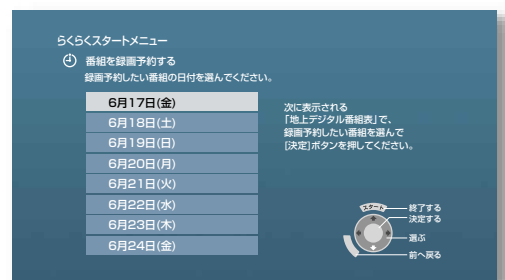 らくらくスタートメニュー
番組を録画予約する
録画予約したい番組の日付を選んでください。
6月17日(金)
6月18日(土)
6月19日(日)
6月20日(月)
6月21日(火)
6月22日(水)
6月23日(木)
6月24日(金)
次に表示される
「地上デジタル番組表」で、
録画予約したい番組を選んで
[決定]ボタンを押してください。
スタート
終了する
決定する
選ぶ
前へ戻る